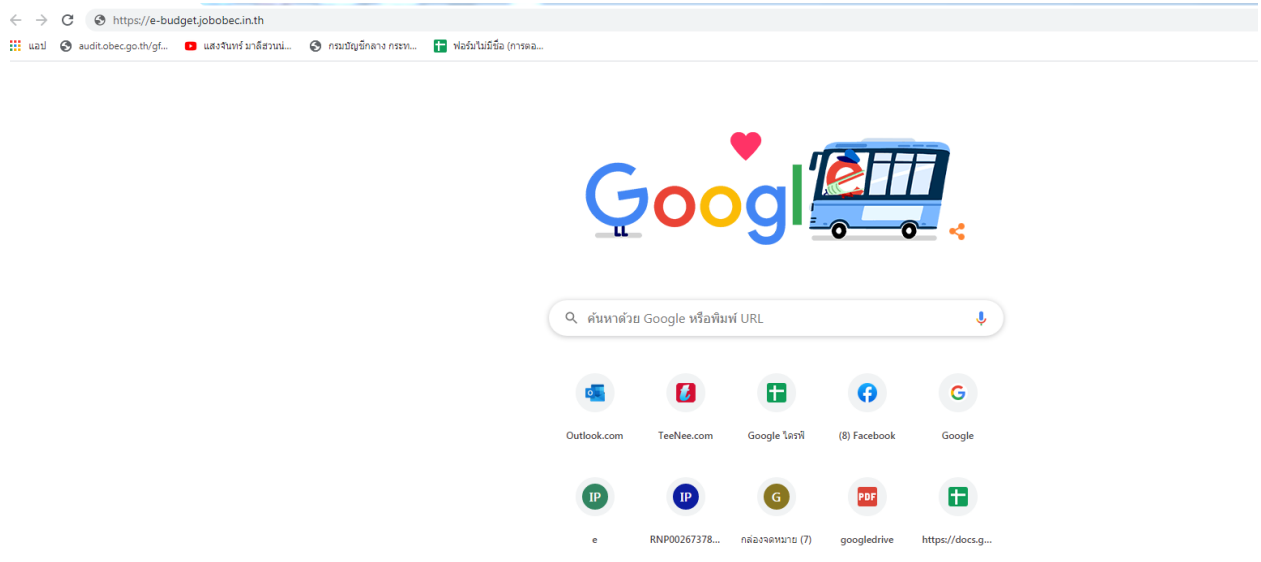 https://e-budget.jobobec.in.th
แอป audit.obec.go.th/gf... แสงจันทร์ มาลีฮวนน่... กรมบัญชีกลาง กระท... ฟอร์มไม่มีชื่อ (การตอ...
Google
ค้นหาด้วย Google หรือพิมพ์ URL
Outlook.com TeeNee.com Google ไดรฟ์ (8) Facebook Google
IP IP G PDF
e RNP00267378... กล่องจดหมาย (7) googledrive https://docs.g...